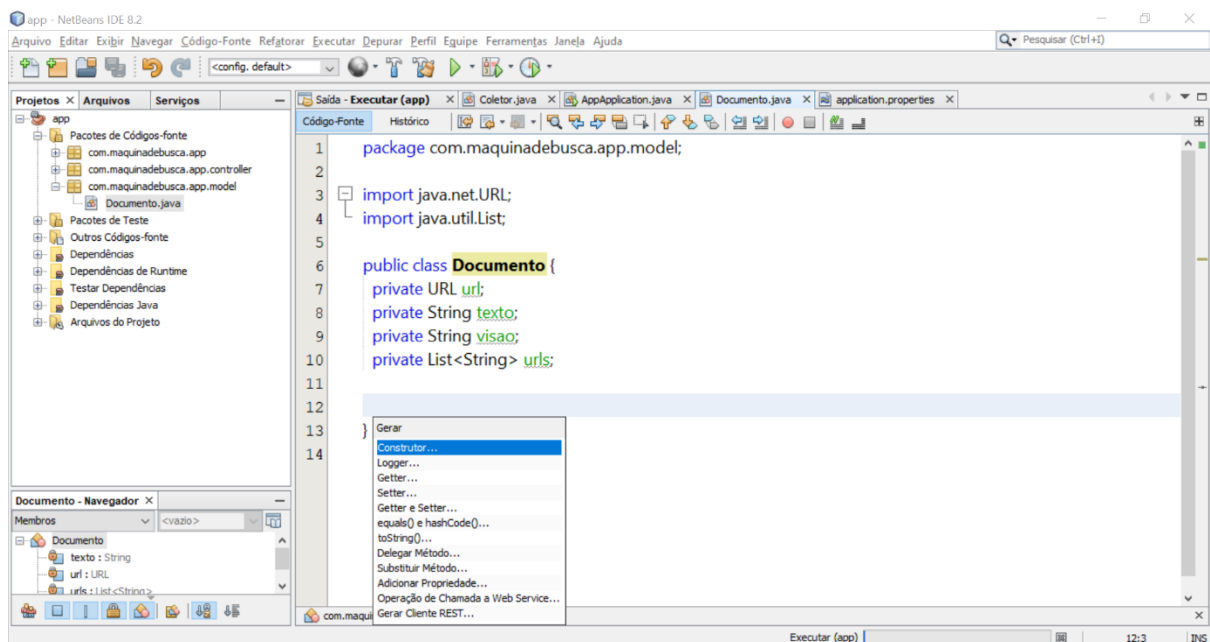 app - NetBeans IDE 8.2
Arquivo Editar Exibir Navegar Código-Fonte Refatorar Executar Depurar Perfil Equipe Ferramentas Janela Ajuda
Pesquisar (Ctrl+I)
<config. default>
Projetos Arquivos Serviços
Saída - Executar (app) Coletor.java AppApplication.java Documento.java application.properties
app
Pacotes de Códigos-fonte
com.maquinadebusca.app
com.maquinadebusca.app.controller
com.maquinadebusca.app.model
Documento.java
Pacotes de Teste
Outros Códigos-fonte
Dependências
Dependências de Runtime
Testar Dependências
Dependências Java
Arquivos do Projeto
Código-Fonte Histórico
1 package com.maquinadebusca.app.model;
2
3 import java.net.URL;
4 import java.util.List;
5
6 public class Documento {
7 private URL url;
8 private String texto;
9 private String visao;
10 private List<String> urls;
11
12
13 }
14
Gerar
Construtor...
Logger...
Getter...
Setter...
Getter e Setter...
equals() e hashCode()...
toString()...
Delegar Método...
Substituir Método...
Adicionar Propriedade...
Operação de Chamada a Web Service...
Gerar Cliente REST...
Documento - Navegador
Membros <vazio>
Documento
texto : String
url : URL
urls : List<String>
com.maqui
Executar (app) 12:3 INS